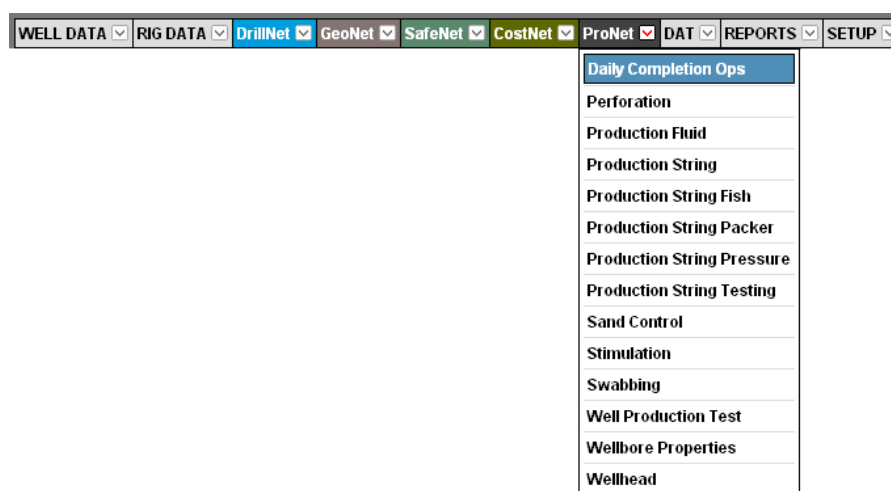 WELL DATA RIG DATA DrillNet GeoNet SafeNet CostNet ProNet DAT REPORTS SETUP
Daily Completion Ops
Perforation
Production Fluid
Production String
Production String Fish
Production String Packer
Production String Pressure
Production String Testing
Sand Control
Stimulation
Swabbing
Well Production Test
Wellbore Properties
Wellhead